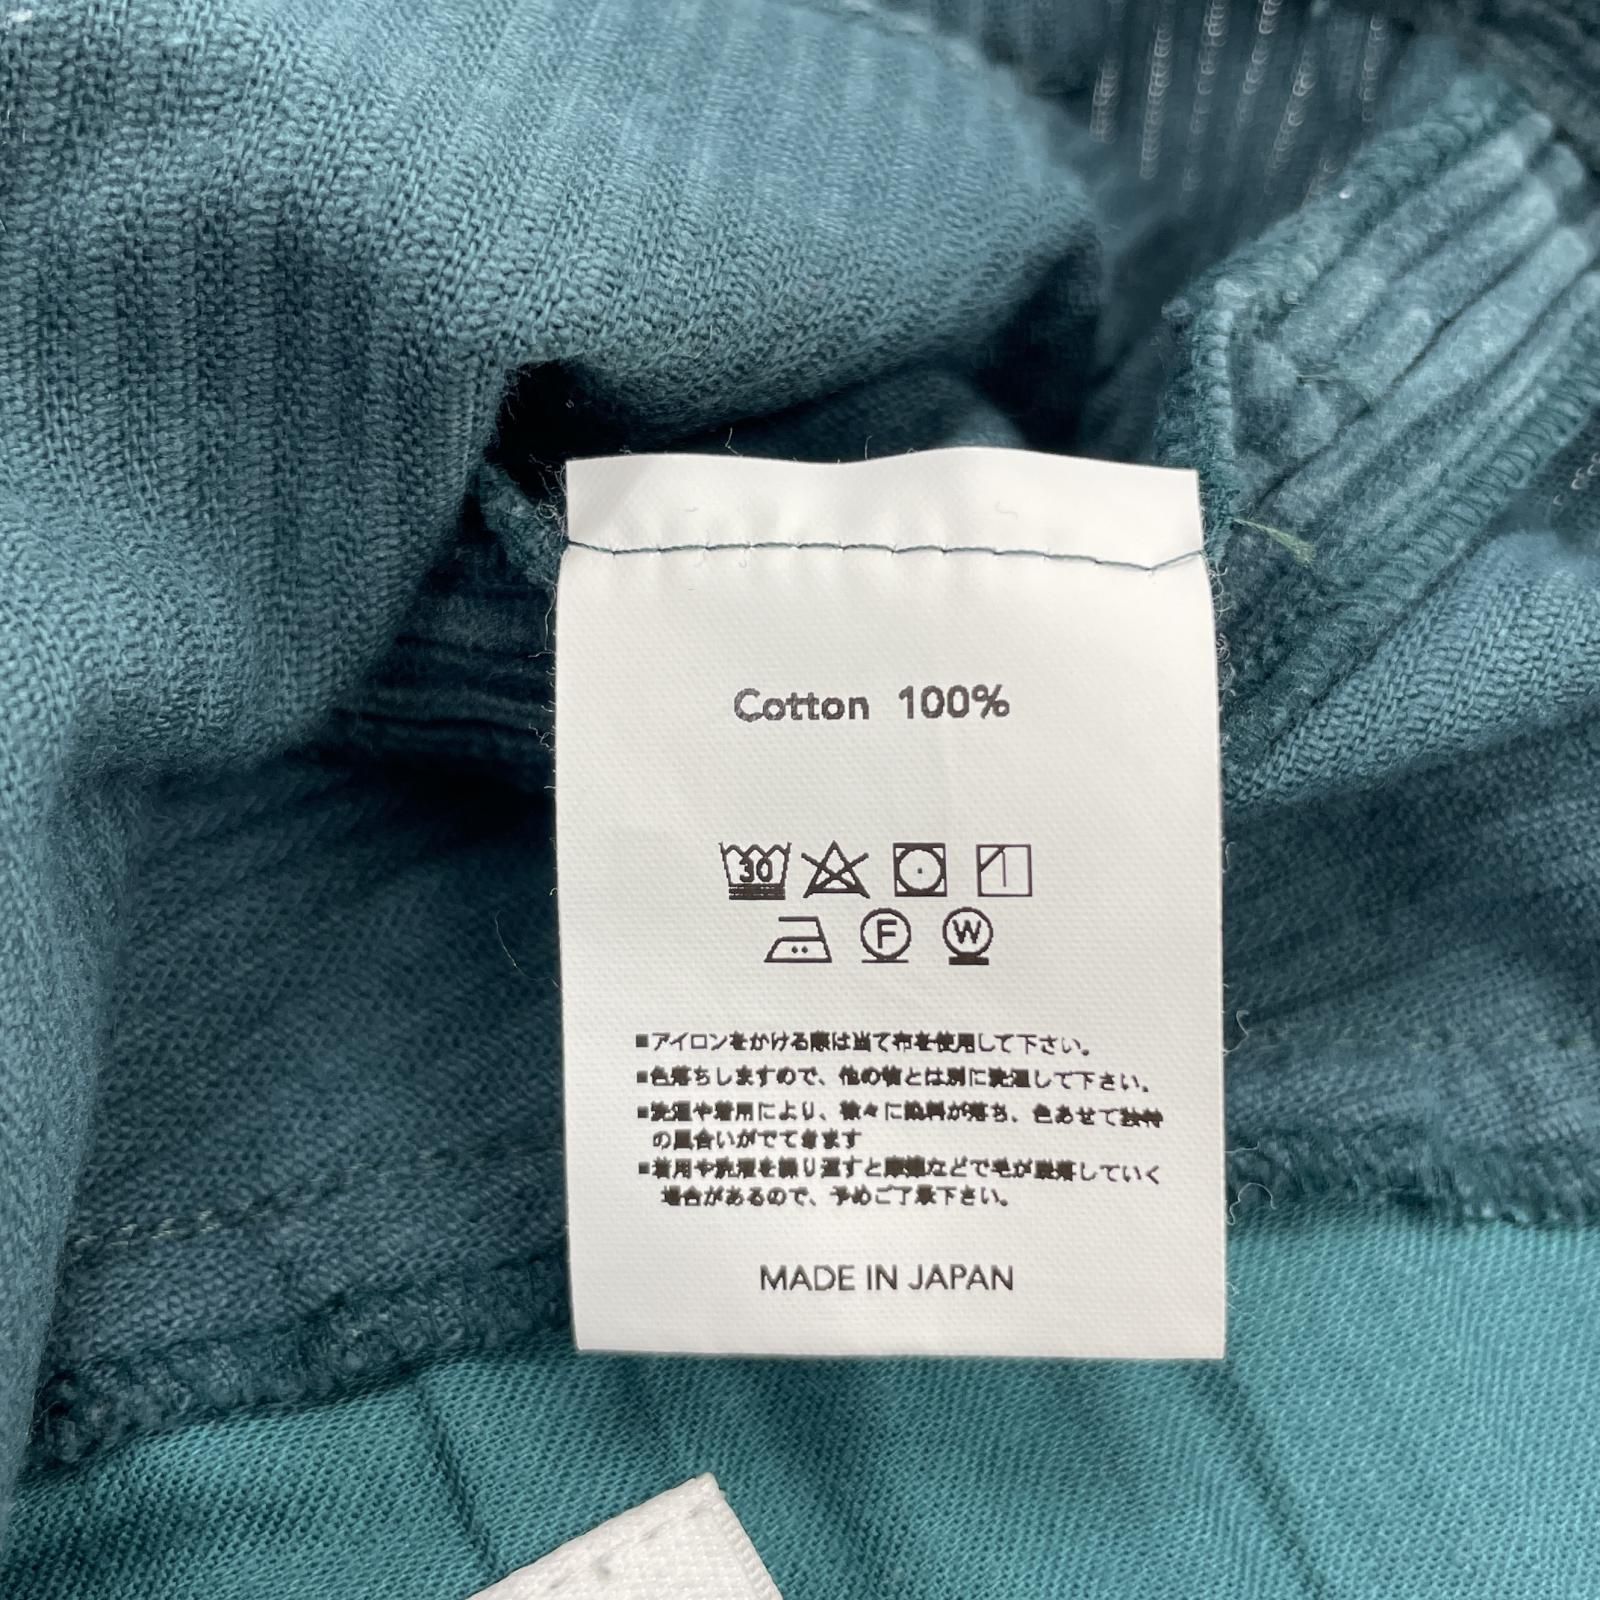 Cotton 100%
30
F W
■アイロンをかける際は当て布を使用して下さい。
■色落ちしますので、他の物とは別に洗濯して下さい。
■洗濯や着用により、徐々に染料が落ち、色あせて独特
の風合いがでてきます
■着用や洗濯を繰り返すと摩擦などで毛が脱落していく
場合があるので、予めご了承下さい。
MADE IN JAPAN